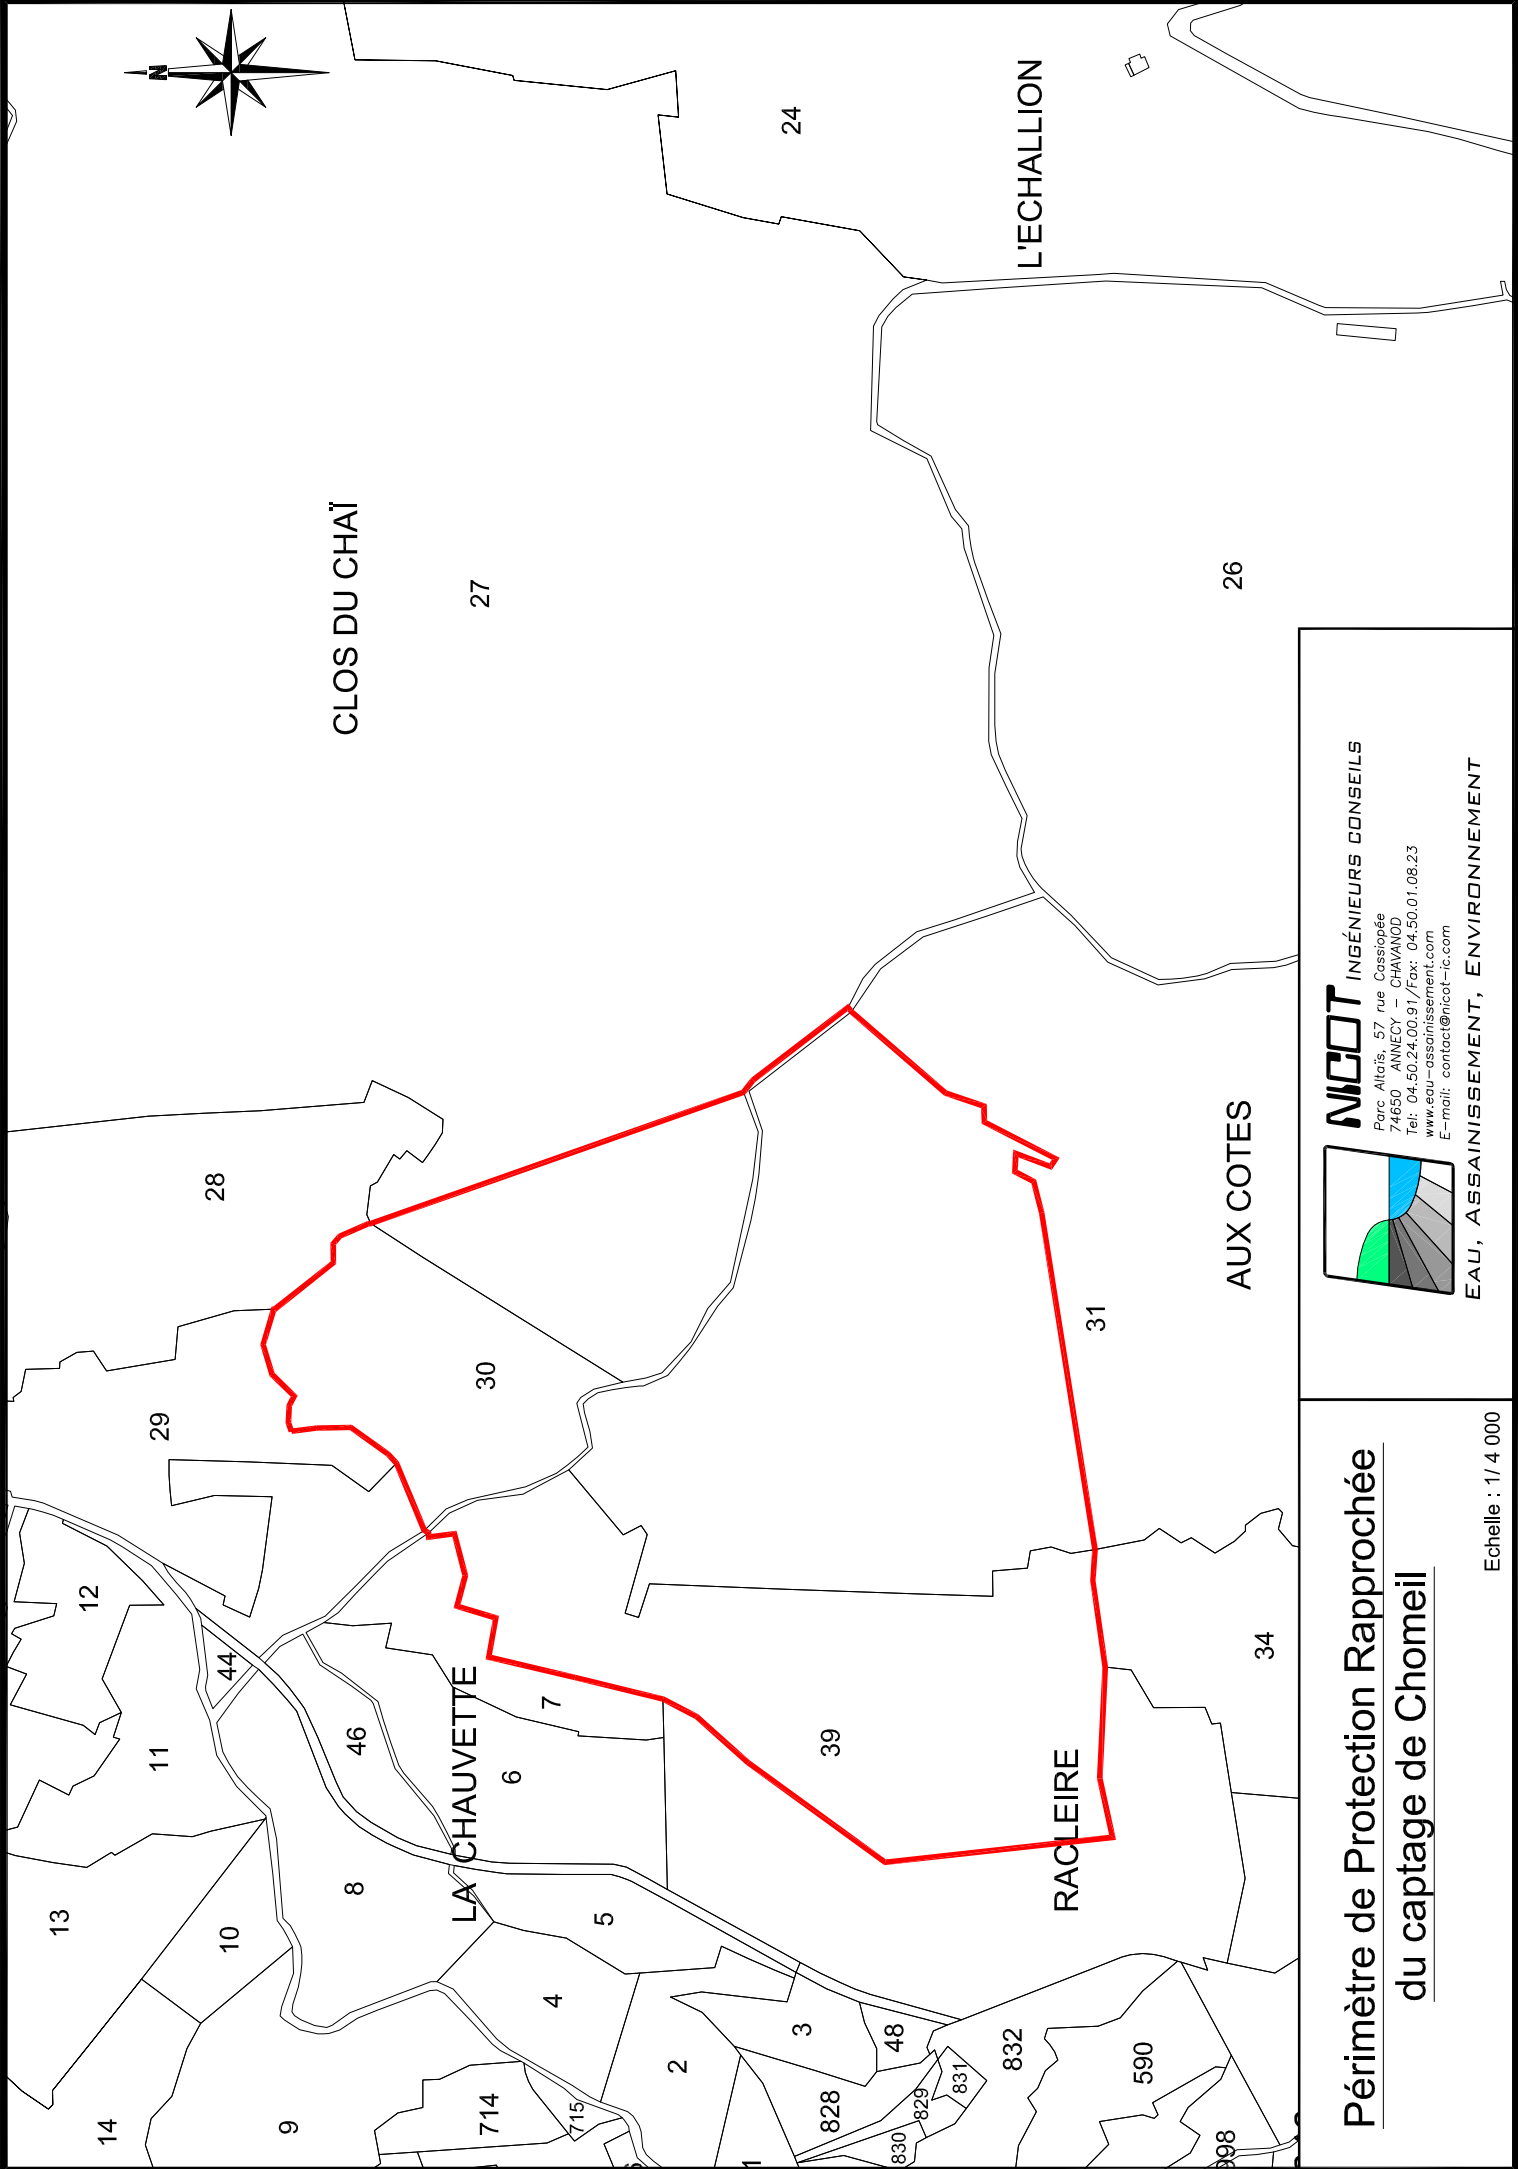 N
24
L'ECHALLION
CLOS DU CHAÏ
27
26
28
29
30
31
AUX COTES
12
44
7
34
11
46
LA CHAUVETTE
6
39
RACLEIRE
13
10
8
5
4
3
48
832
2
831
590
14
9
714
715
828
829
830
1
998
NICOT INGÉNIEURS CONSEILS
Parc Altaïs, 57 rue Cassiopée
74650 ANNECY - CHAVANOD
Tel: 04.50.24.00.91/Fax: 04.50.01.08.23
www.eau-assainissement.com
E-mail: contact@nicot-ic.com
EAU, ASSAINISSEMENT, ENVIRONNEMENT
Périmètre de Protection Rapprochée
du captage de Chomeil
Echelle : 1/ 4 000